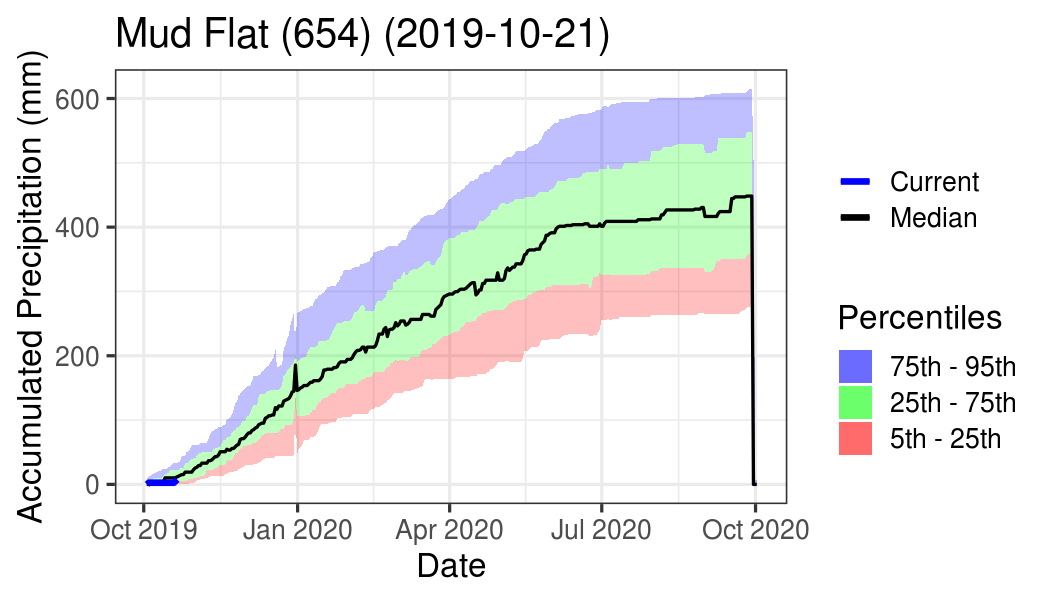 Mud Flat (654) (2019-10-21)
Accumulated Precipitation (mm)
600
400
200
0
Oct 2019
Jan 2020
Apr 2020
Jul 2020
Oct 2020
Date
Current
Median
Percentiles
75th - 95th
25th - 75th
5th - 25th